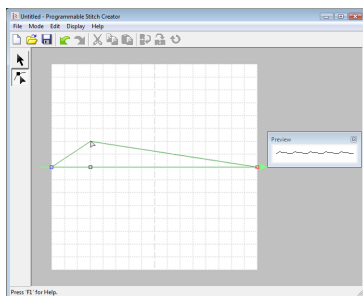 Untitled - Programmable Stitch Creator
File Mode Edit Display Help
Preview
Press 'F1' for Help.